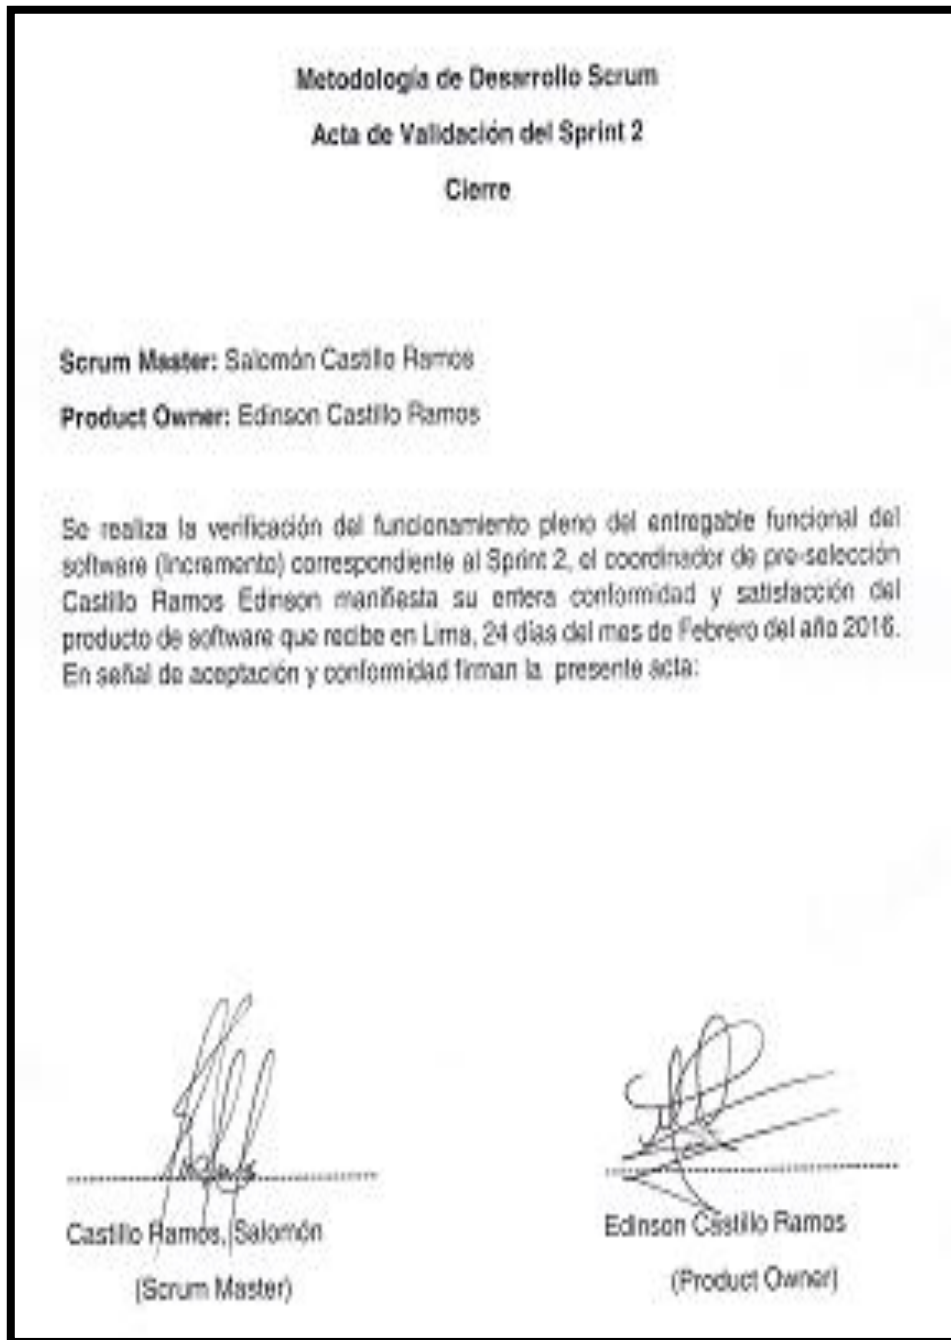 Metodología de Desarrollo Scrum
Acta de Validación del Sprint 2
Cierre
Scrum Master: Salomón Castillo Ramos
Product Owner: Edinson Castillo Ramos
Se realiza la verificación del funcionamiento pleno del entregable funcional del
software (Incremento) correspondiente al Sprint 2, el coordinador de pre-selección
Castillo Ramos Edinson manifiesta su entera conformidad y satisfacción del
producto de software que recibe en Lima, 24 días del mes de Febrero del año 2016.
En señal de aceptación y conformidad firman la presente acta:
Castillo Ramos, Salomón
Edinson Castillo Ramos
(Scrum Master)
(Product Owner)